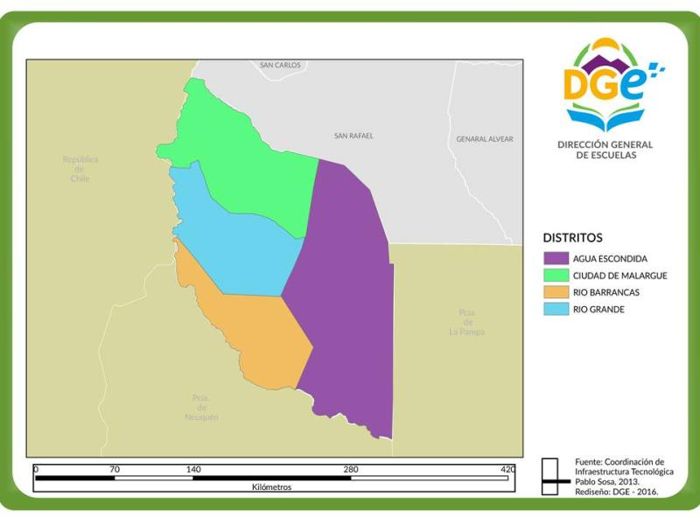 SAN CARLOS
DGe
DIRECCIÓN GENERAL
DE ESCUELAS
SAN RAFAEL
GENARAL ALVEAR
República
de
Chile
DISTRITOS
AGUA ESCONDIDA
CIUDAD DE MALARGUE
RIO BARRANCAS
RIO GRANDE
Pcia.
de
La Pampa
Pcia.
de
Neuquén
0 70 140 280 420
Kilómetros
Fuente: Coordinación de
Infraestructura Tecnológica
Pablo Sosa, 2013.
Rediseño: DGE - 2016.